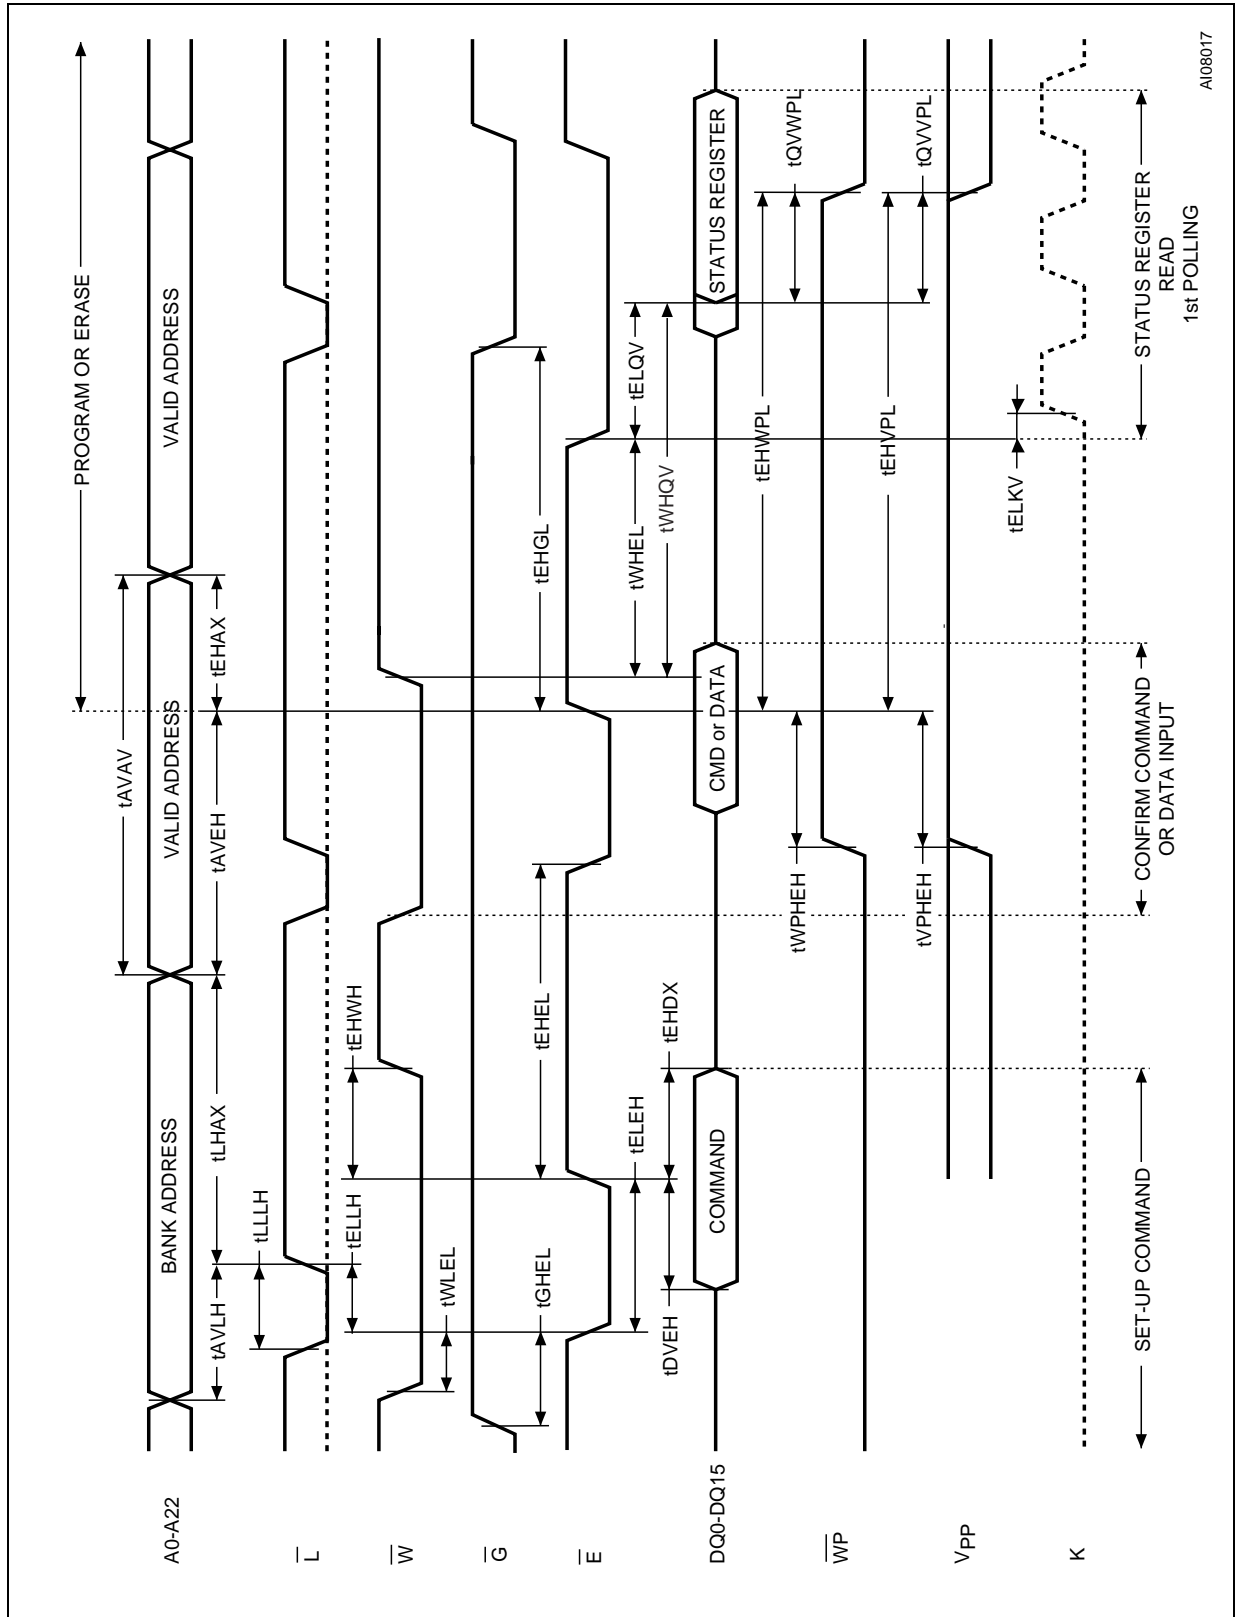 PROGRAM OR ERASE
A0-A22
BANK ADDRESS
VALID ADDRESS
VALID ADDRESS
tAVAV
tAVLH
tLHAX
tAVEH
tEHAX
tLLLH
L
tELLH
tEHWH
W
tWLEL
G
tGHEL
tEHEL
tEHGL
E
tELEH
tWHEL
tELQV
tDVEH
tEHDX
tWHQV
DQ0-DQ15
COMMAND
CMD or DATA
STATUS REGISTER
tEHWPL
tWPHEH
tQVWPL
WP
tEHVPL
tVPHEH
tQVVPL
VPP
tELKV
K
SET-UP COMMAND
CONFIRM COMMAND
OR DATA INPUT
STATUS REGISTER
READ
1st POLLING
AI08017